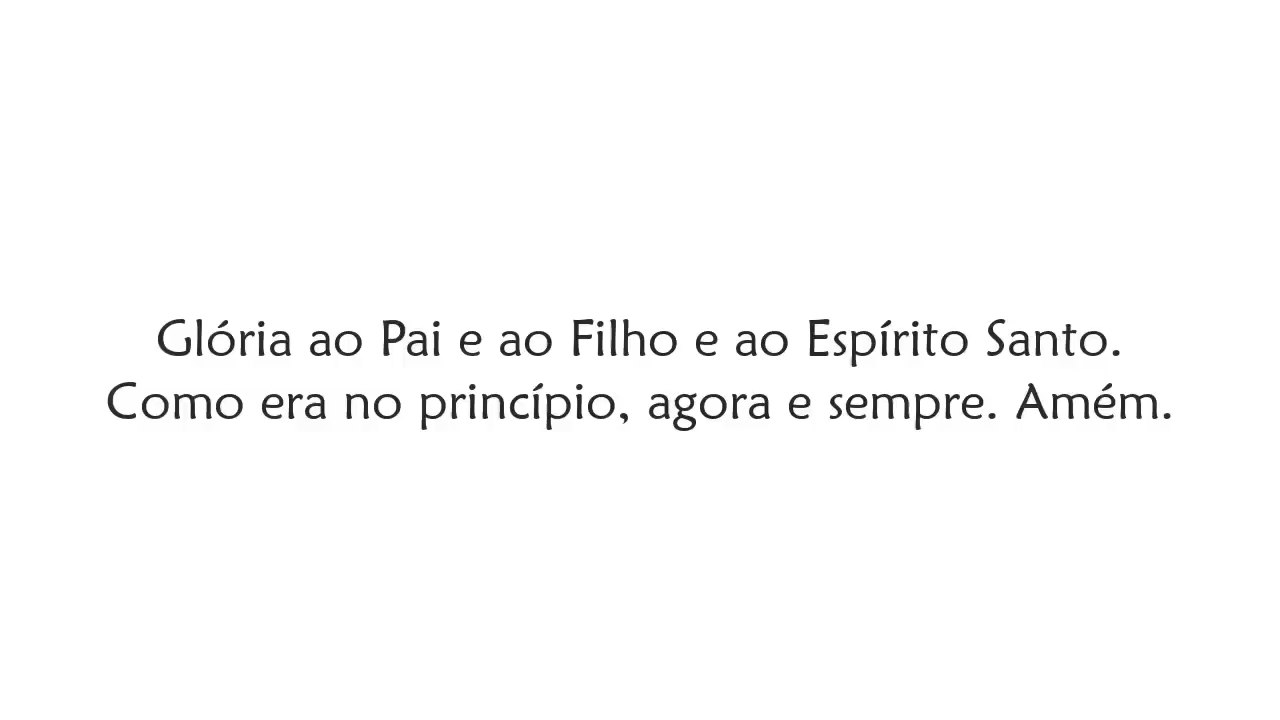 Glória ao Pai e ao Filho e ao Espírito Santo.
Como era no princípio, agora e sempre. Amém.